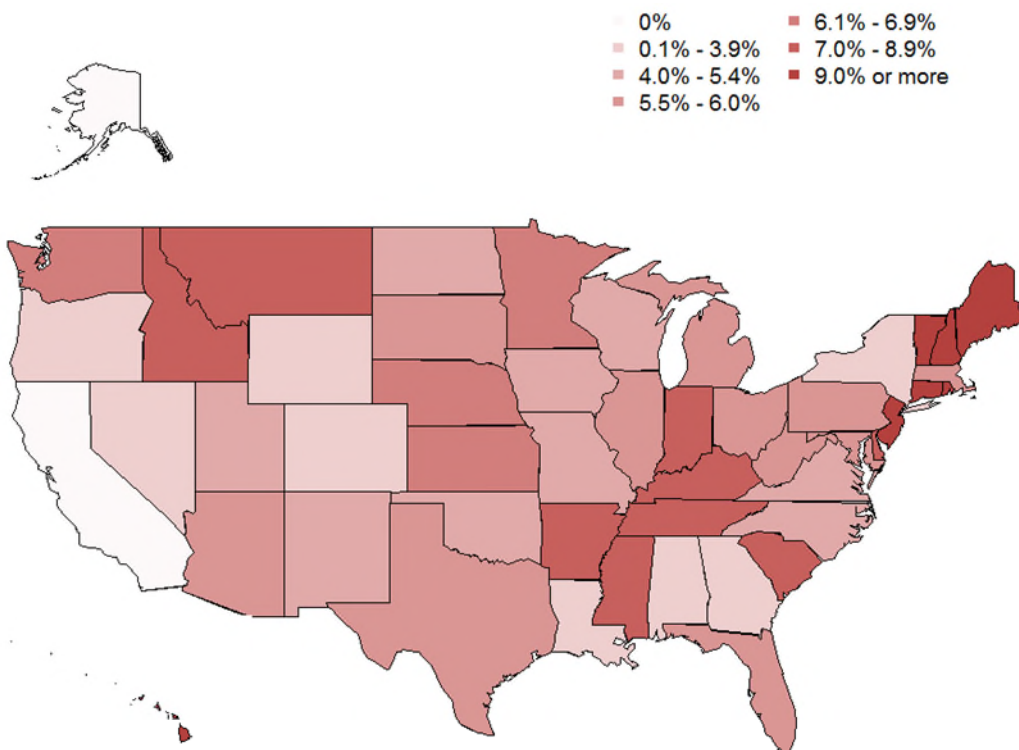 0%
0.1% - 3.9%
4.0% - 5.4%
5.5% - 6.0%
6.1% - 6.9%
7.0% - 8.9%
9.0% or more